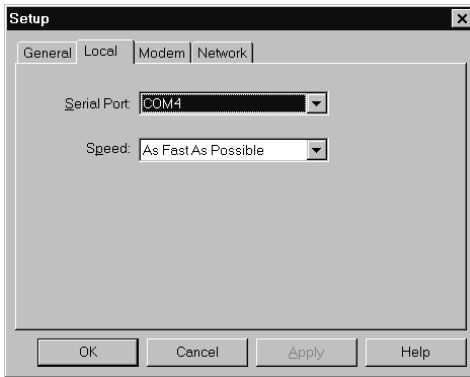 Setup
General Local Modem Network
Serial Port: COM4
Speed: As Fast As Possible
OK Cancel Apply Help